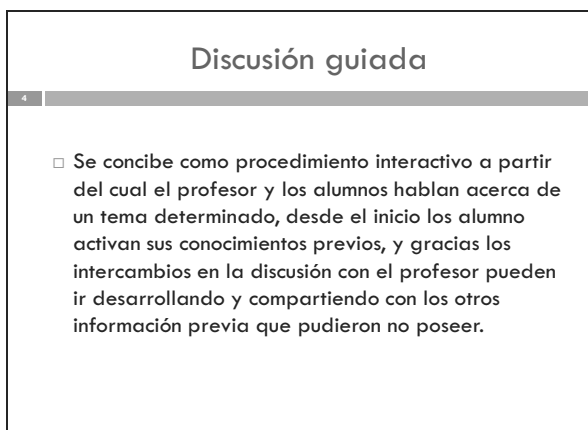 Discusión guiada
4
Se concibe como procedimiento interactivo a partir
del cual el profesor y los alumnos hablan acerca de
un tema determinado, desde el inicio los alumno
activan sus conocimientos previos, y gracias los
intercambios en la discusión con el profesor pueden
ir desarrollando y compartiendo con los otros
información previa que pudieron no poseer.